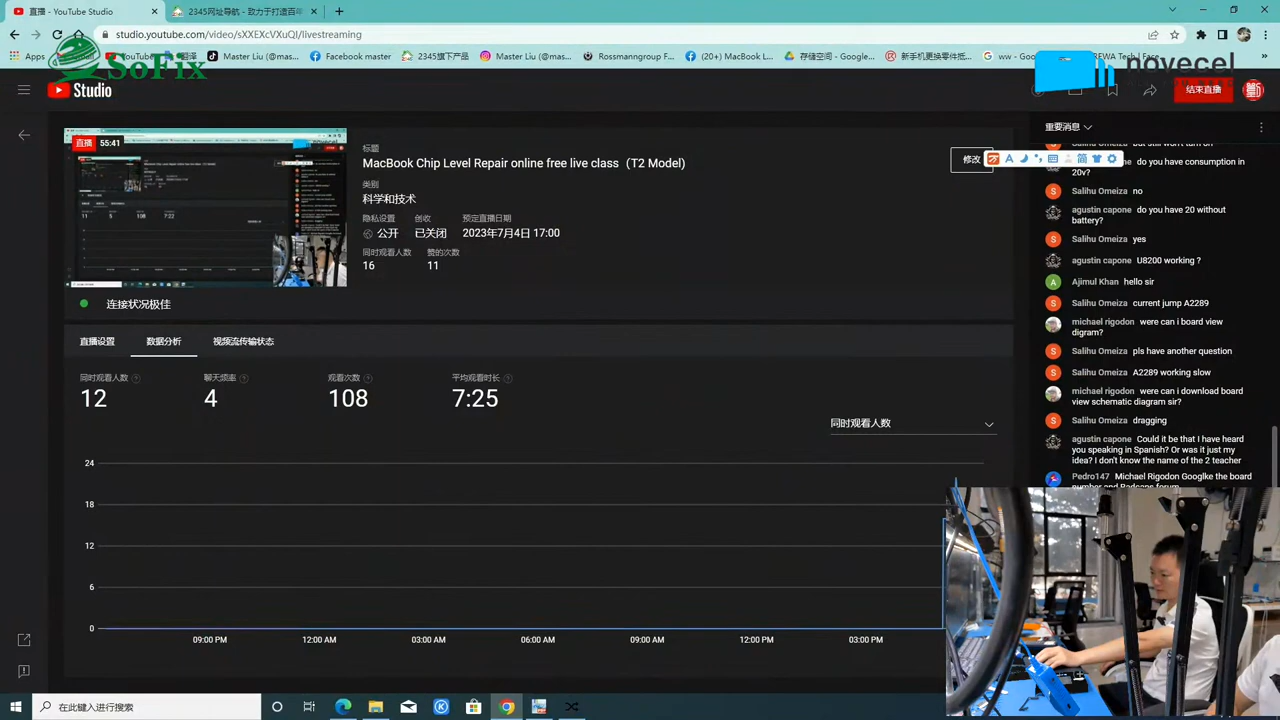 直播 - YouTube Studio
2345网址导航 - 致力于打造百年
studio.youtube.com/video/sXXEXcVXuQI/livestreaming
Apps
YouTube
翻译
Master Liu (@mas...
Facebook master
2345旗下产品
Master Liu (@mas...
(20+) MacBook L...
Rossmanngroup - F...
存储空间 - Google...
新手机更换零件抵...
ww - Google...
REWA Tech | Face...
SoFix
novecel
Studio
结束直播
直播
55:41
标题
MacBook Chip Level Repair online free live class（T2 Model)
类别
科学和技术
隐私设置
创收
公开
已关闭
2023年7月4日 17:00
同时观看人数
赞的次数
16
11
修改
连接状况极佳
直播设置
数据分析
视频流传输状态
同时观看人数
聊天频率
观看次数
平均观看时长
12
4
108
7:25
同时观看人数
24
18
12
6
0
09:00 PM
12:00 AM
03:00 AM
06:00 AM
09:00 AM
12:00 PM
03:00 PM
重要消息
A
简
do you have consumption in
20v?
Salihu Omeiza no
agustin capone do you have 20 without
battery?
Salihu Omeiza yes
agustin capone U8200 working ?
A
Ajimul Khan hello sir
Salihu Omeiza current jump A2289
michael rigodon were can i board view
digram?
Salihu Omeiza pls have another question
Salihu Omeiza A2289 working slow
michael rigodon were can i download board
view schematic diagram sir?
Salihu Omeiza dragging
agustin capone Could it be that I have heard
you speaking in Spanish? Or was it just my
idea? I don't know the name of the 2 teacher
Pedro147 Michael Rigodon Googlke the board
number and Badcaps forum
在此键入进行搜索